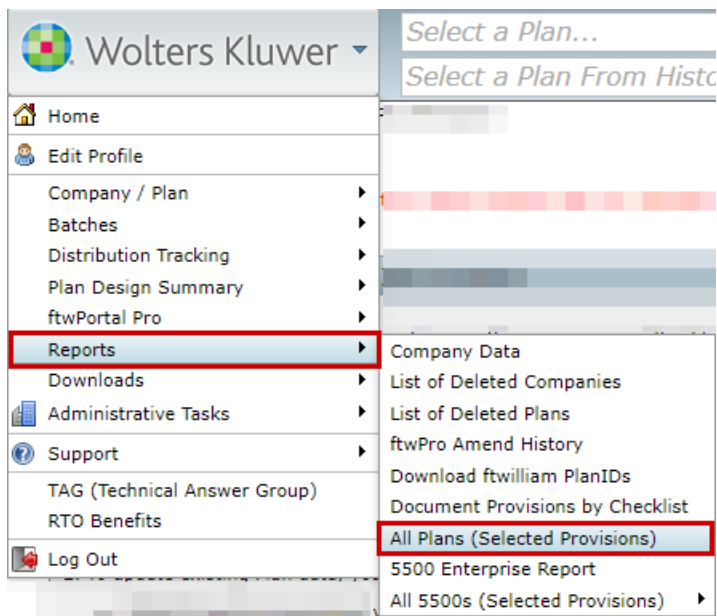 Wolters Kluwer
Select a Plan...
Select a Plan From Histo
Home
Edit Profile
Company / Plan
Batches
Distribution Tracking
Plan Design Summary
ftwPortal Pro
Reports
Downloads
Administrative Tasks
Support
TAG (Technical Answer Group)
RTO Benefits
Log Out
Company Data
List of Deleted Companies
List of Deleted Plans
ftwPro Amend History
Download ftwilliam PlanIDs
Document Provisions by Checklist
All Plans (Selected Provisions)
5500 Enterprise Report
All 5500s (Selected Provisions)